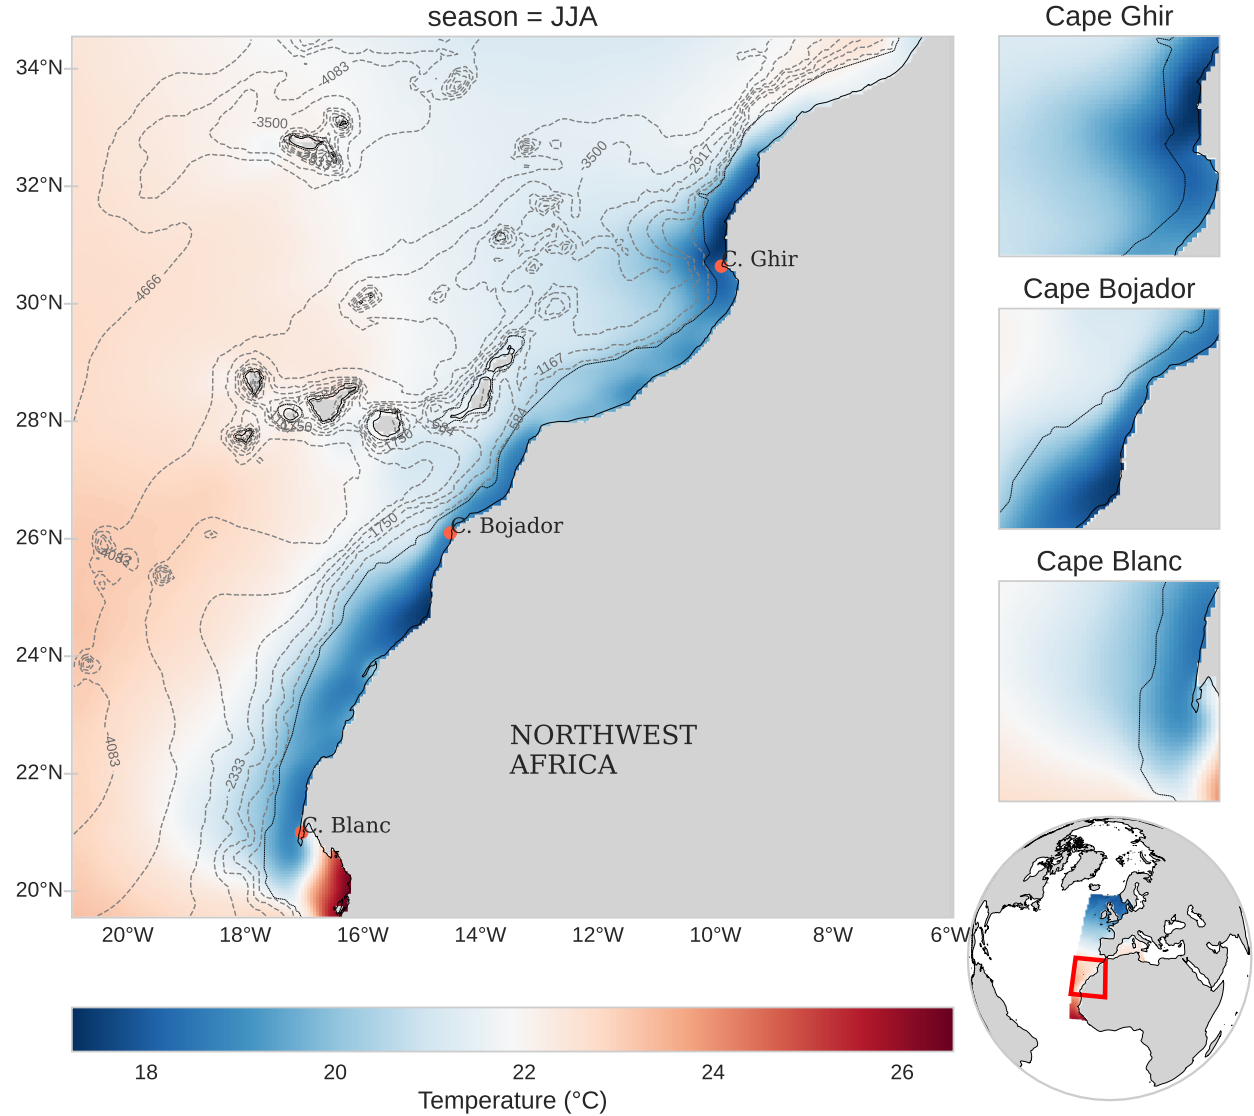 season = JJA
Cape Ghir
34°N
32°N
30°N
28°N
26°N
24°N
22°N
20°N
-4083
-3500
3500
2917
-4666
1167
584
584
1750
-1750
-4083
4083
2333
C. Ghir
C. Bojador
C. Blanc
NORTHWEST
AFRICA
Cape Bojador
Cape Blanc
20°W
18°W
16°W
14°W
12°W
10°W
8°W
6°W
18
20
22
24
26
Temperature (°C)